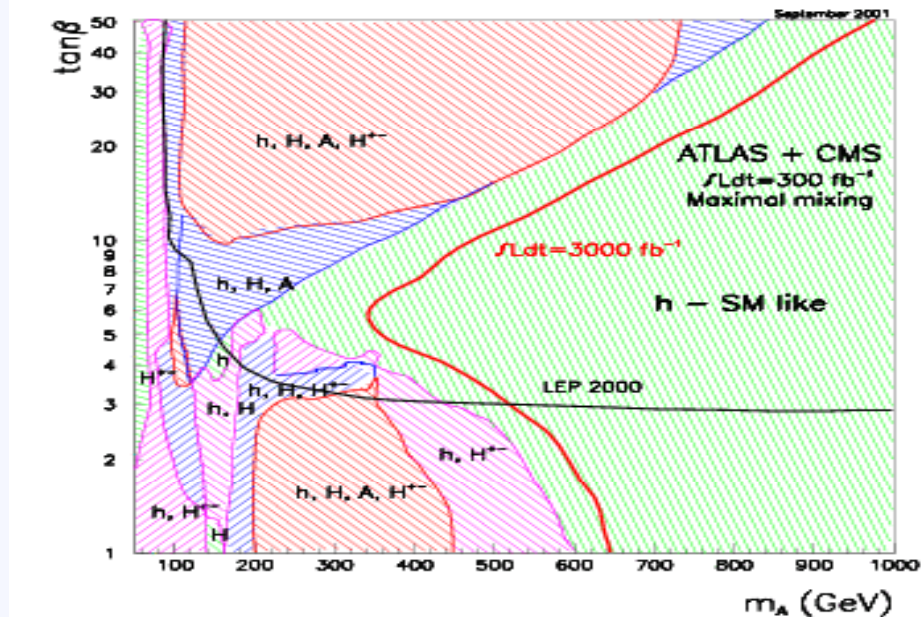 September 2001
tanβ
50
40
30
20
10
9
8
7
6
5
4
3
2
1
h, H, A, H⁺⁻
ATLAS + CMS
∫Ldt=300 fb⁻¹
Maximal mixing
∫Ldt=3000 fb⁻¹
h, H, A
h − SM like
h
H⁺⁻
h, H, H⁺⁻
LEP 2000
h, H
h, H⁺⁻
h, H, A, H⁺⁻
h, H⁺⁻
H
100 200 300 400 500 600 700 800 900 1000
m_A (GeV)